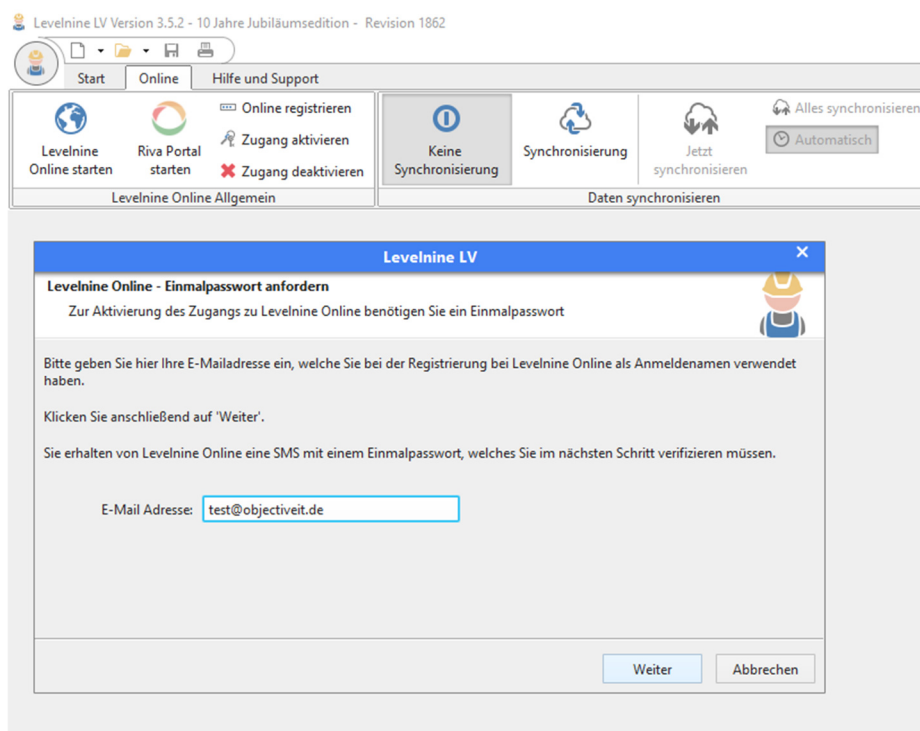 Levelnine LV Version 3.5.2 - 10 Jahre Jubiläumsedition - Revision 1862
Start Online Hilfe und Support
Levelnine
Online starten
Riva Portal
starten
Online registrieren
Zugang aktivieren
Zugang deaktivieren
Levelnine Online Allgemein
Keine
Synchronisierung
Synchronisierung
Jetzt
synchronisieren
Alles synchronisieren
Automatisch
Daten synchronisieren
Levelnine LV
Levelnine Online - Einmalpasswort anfordern
Zur Aktivierung des Zugangs zu Levelnine Online benötigen Sie ein Einmalpasswort
Bitte geben Sie hier Ihre E-Mailadresse ein, welche Sie bei der Registrierung bei Levelnine Online als Anmeldenamen verwendet
haben.
Klicken Sie anschließend auf 'Weiter'.
Sie erhalten von Levelnine Online eine SMS mit einem Einmalpasswort, welches Sie im nächsten Schritt verifizieren müssen.
E-Mail Adresse: test@objectiveit.de
Weiter Abbrechen